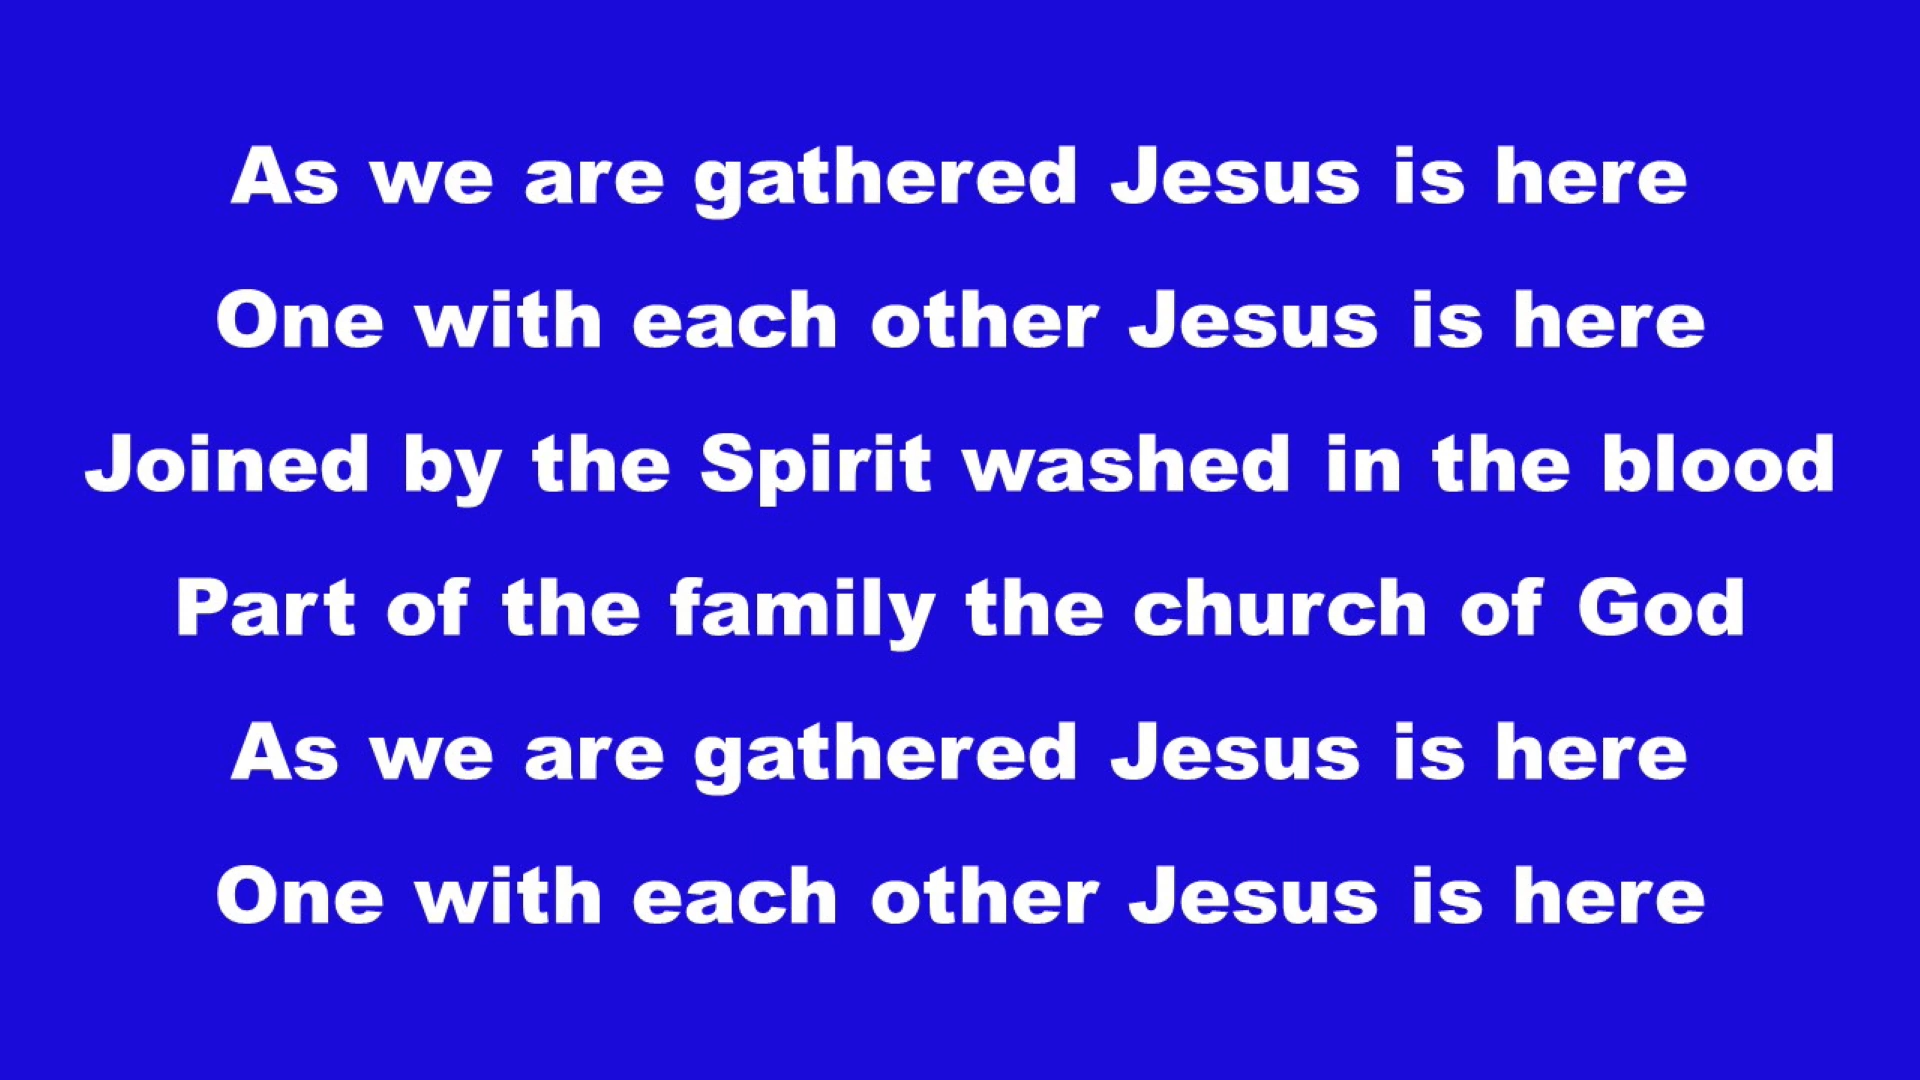 As we are gathered Jesus is here
One with each other Jesus is here
Joined by the Spirit washed in the blood
Part of the family the church of God
As we are gathered Jesus is here
One with each other Jesus is here